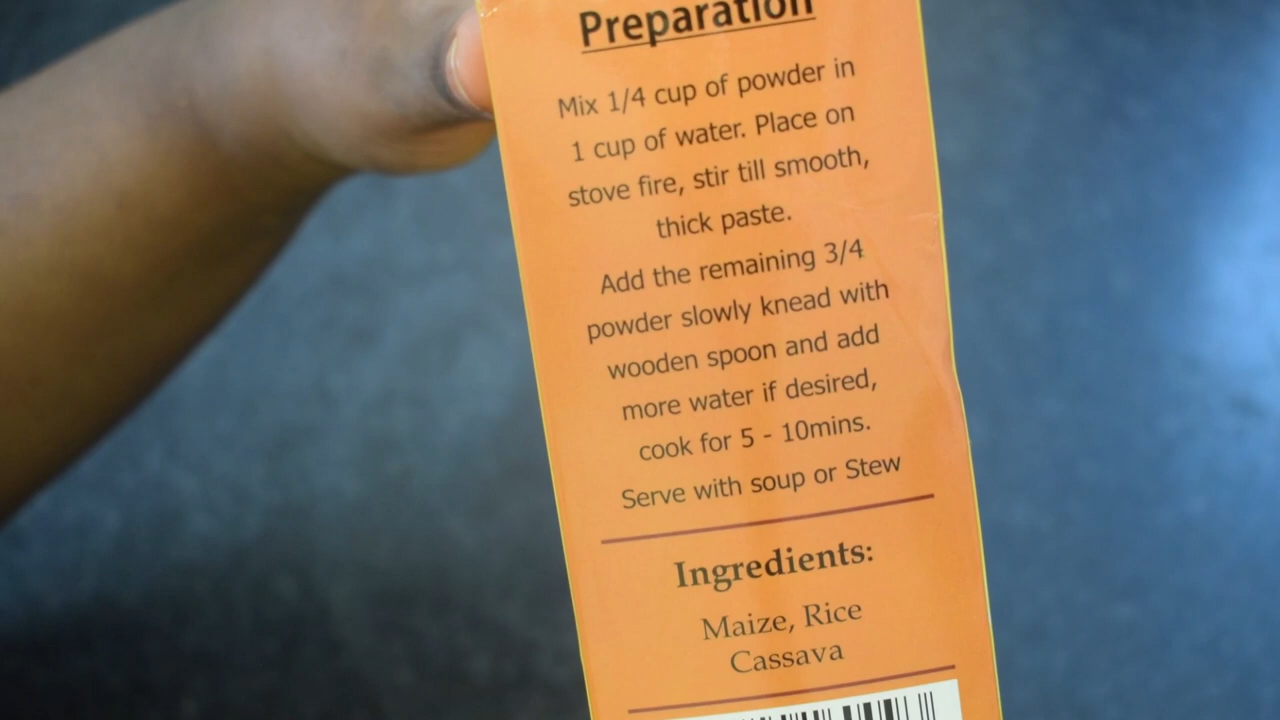 Preparation
Mix 1/4 cup of powder in
1 cup of water. Place on
stove fire, stir till smooth,
thick paste.
Add the remaining 3/4
powder slowly knead with
wooden spoon and add
more water if desired,
cook for 5 - 10mins.
Serve with soup or Stew
Ingredients:
Maize, Rice
Cassava